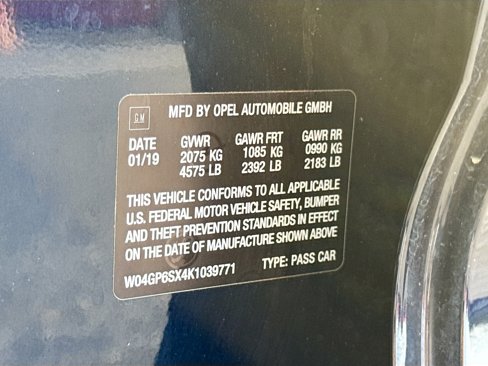 GM
MFD BY OPEL AUTOMOBILE GMBH
DATE GVWR GAWR FRT GAWR RR
01/19 2075 KG 1085 KG 0990 KG
4575 LB 2392 LB 2183 LB
THIS VEHICLE CONFORMS TO ALL APPLICABLE
U.S. FEDERAL MOTOR VEHICLE SAFETY, BUMPER
AND THEFT PREVENTION STANDARDS IN EFFECT
ON THE DATE OF MANUFACTURE SHOWN ABOVE
W04GP6SX4K1039771 TYPE: PASS CAR